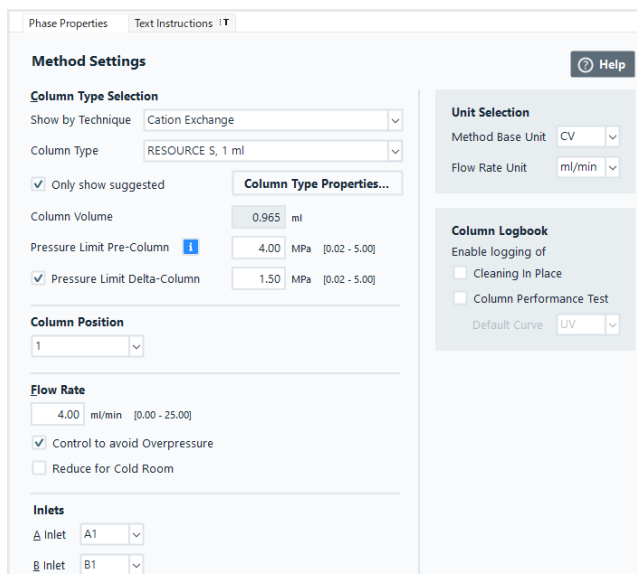 Phase Properties Text Instructions IT
Method Settings
Help
Column Type Selection
Show by Technique Cation Exchange
Column Type RESOURCE S, 1 ml
Only show suggested Column Type Properties...
Column Volume 0.965 ml
Pressure Limit Pre-Column i 4.00 MPa [0.02 - 5.00]
Pressure Limit Delta-Column 1.50 MPa [0.02 - 5.00]
Column Position
1
Flow Rate
4.00 ml/min [0.00 - 25.00]
Control to avoid Overpressure
Reduce for Cold Room
Inlets
A Inlet A1
B Inlet B1
Unit Selection
Method Base Unit CV
Flow Rate Unit ml/min
Column Logbook
Enable logging of
Cleaning In Place
Column Performance Test
Default Curve UV